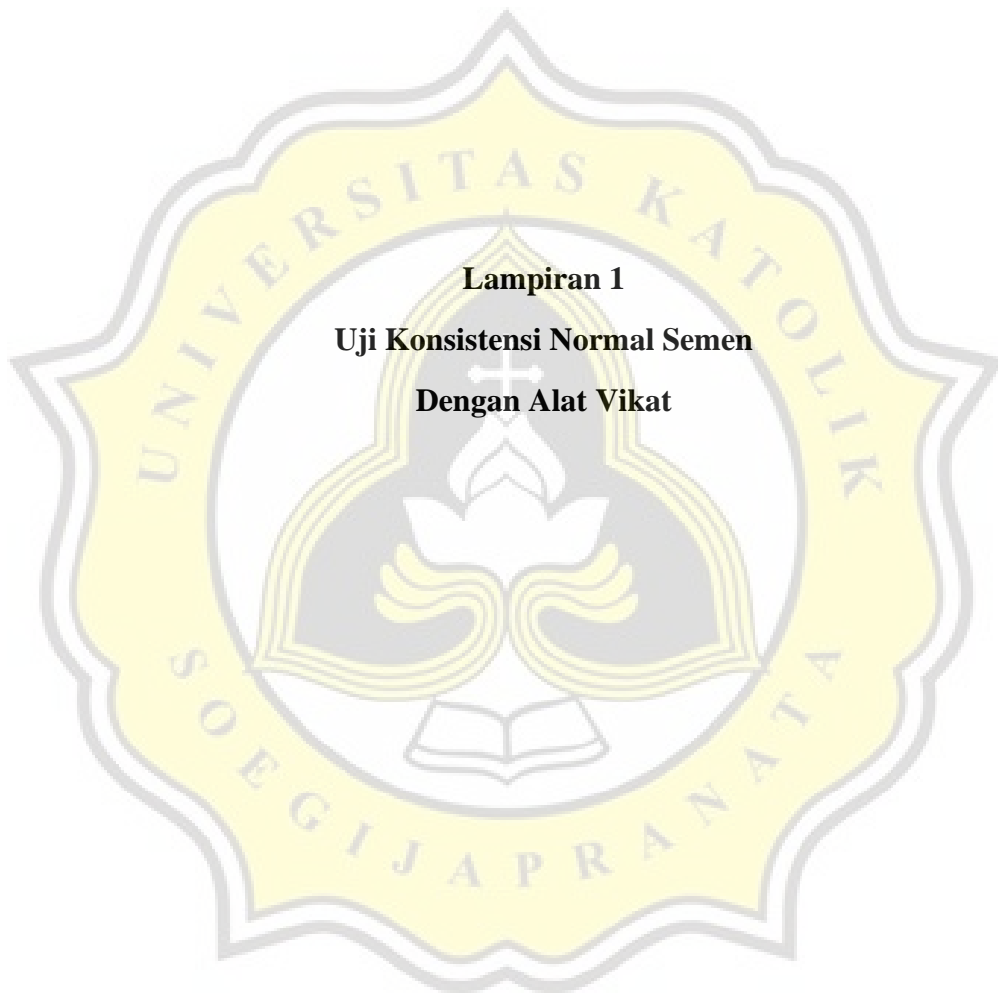 UNIVERSITAS KATOLIK
Lampiran 1
Uji Konsistensi Normal Semen
Dengan Alat Vikat
SOEGIJAPRANATA